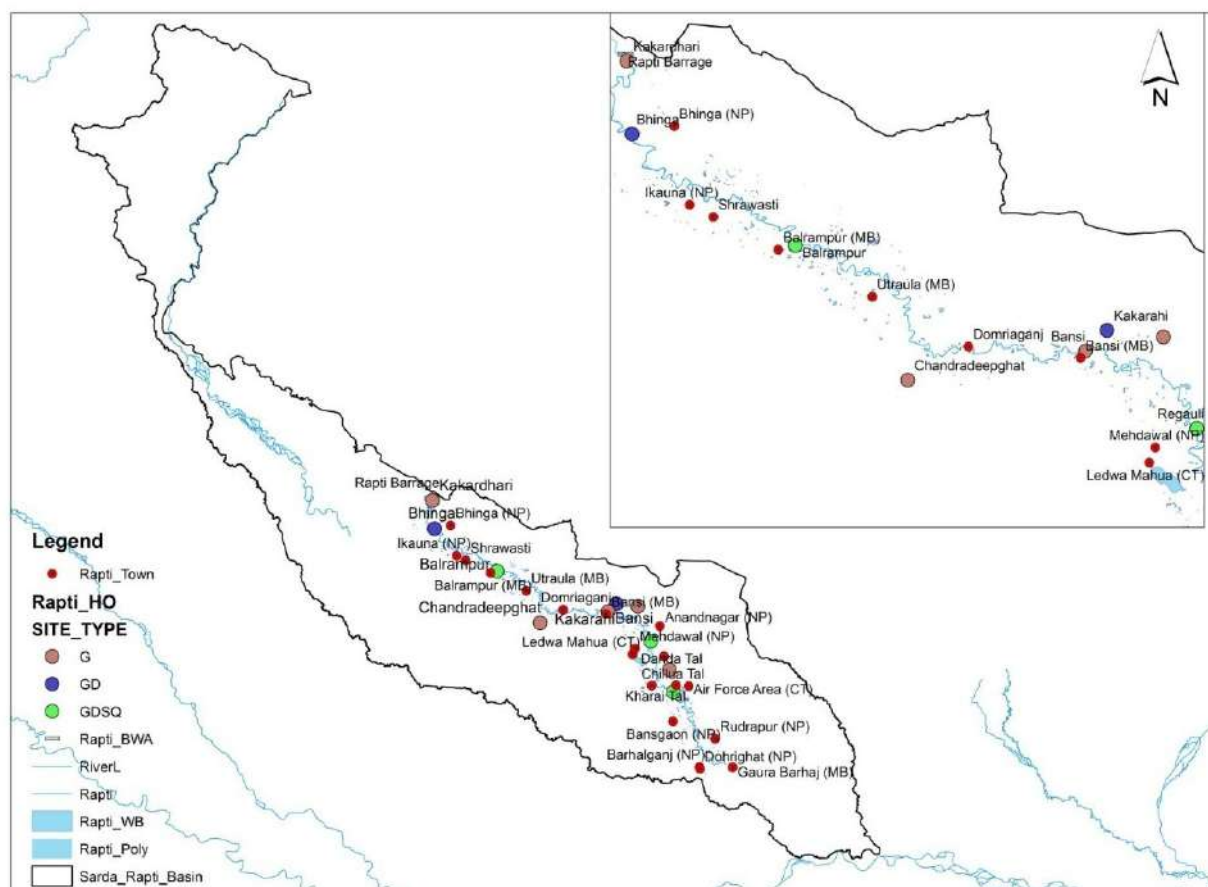 Kakardhari
Rapti Barrage
N
Bhinga
Bhinga (NP)
Ikauna (NP)
Shrawasti
Balrampur (MB)
Balrampur
Utraula (MB)
Domriaganj
Kakarahi
Bansi
Bansi (MB)
Chandradeepghat
Regauli
Mehdawal (NP)
Ledwa Mahua (CT)
Rapti Barrage
Kakardhari
Bhinga
Bhinga (NP)
Ikauna (NP)
Shrawasti
Balrampur
Balrampur (MB)
Utraula (MB)
Chandradeepghat
Domriaganj
Bansi (MB)
Kakarahi
Bansi
Anandnagar (NP)
Ledwa Mahua (CT)
Mehdawal (NP)
Danda Tal
Chillua Tal
Kharai Tal
Air Force Area (CT)
Bansgaon (NP)
Rudrapur (NP)
Barhalganj (NP)
Dohrighat (NP)
Gaura Barhaj (MB)
Legend
Rapti_Town
Rapti_HO
SITE_TYPE
G
GD
GDSQ
Rapti_BWA
RiverL
Rapti
Rapti_WB
Rapti_Poly
Sarda_Rapti_Basin